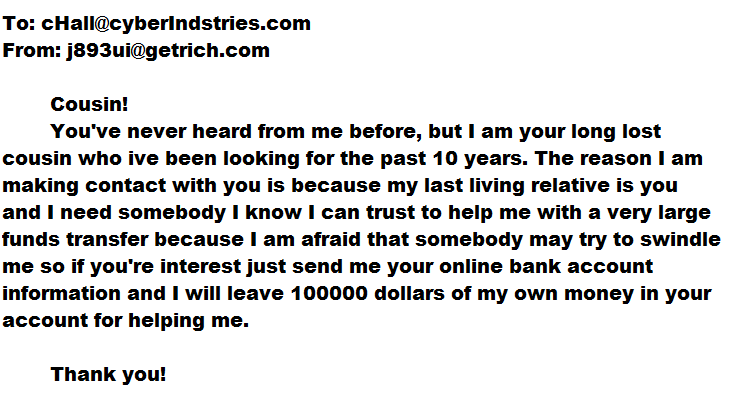 To: cHall@cyberIndstries.com
From: j893ui@getrich.com
Cousin!
You've never heard from me before, but I am your long lost
cousin who ive been looking for the past 10 years. The reason I am
making contact with you is because my last living relative is you
and I need somebody I know I can trust to help me with a very large
funds transfer because I am afraid that somebody may try to swindle
me so if you're interest just send me your online bank account
information and I will leave 100000 dollars of my own money in your
account for helping me.
Thank you!